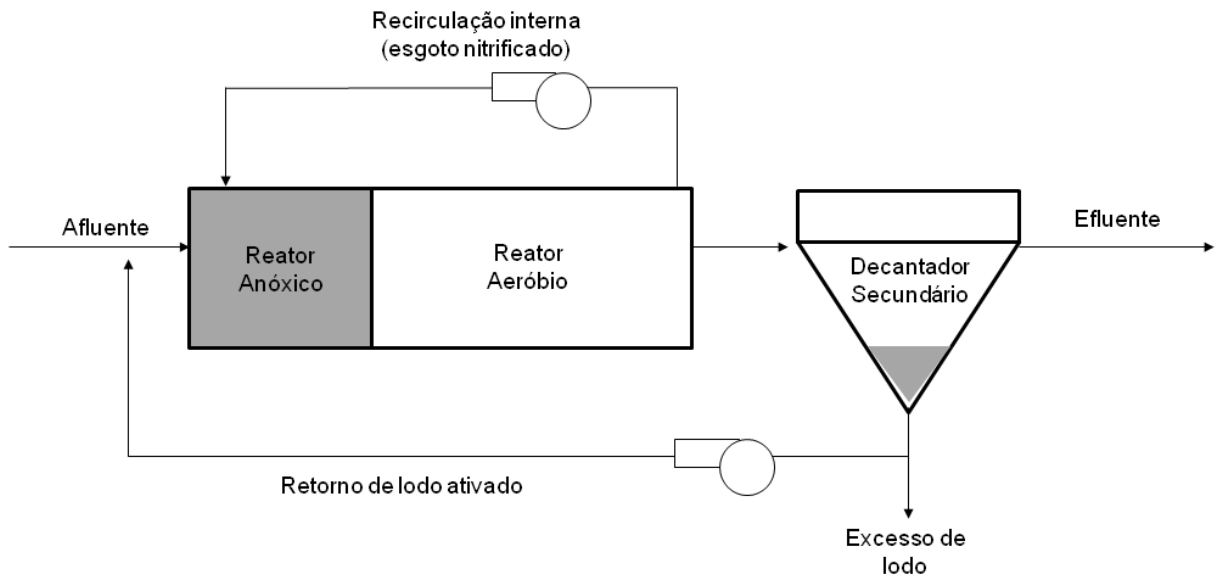 Recirculação interna
(esgoto nitrificado)
Afluente
Reator
Anóxico
Reator
Aeróbio
Decantador
Secundário
Efluente
Retorno de lodo ativado
Excesso de
lodo